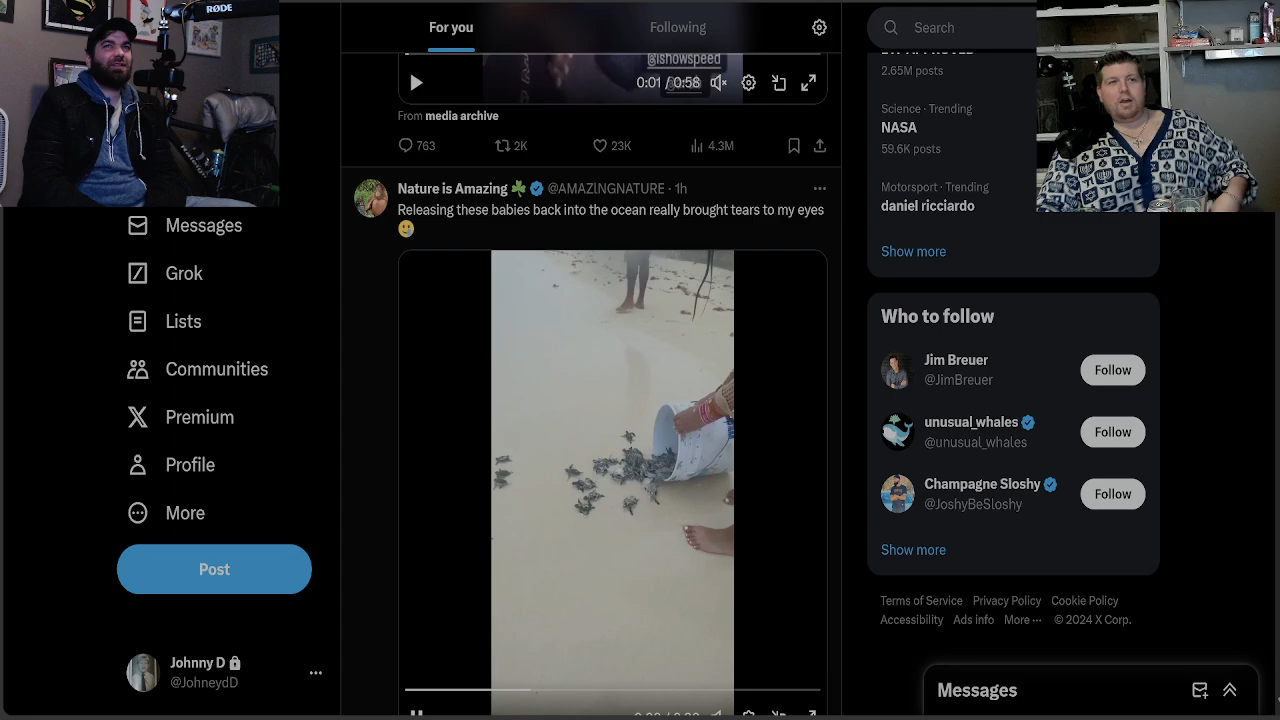 RØDE
For you
Following
Search
@ishowspeed
0:01 / 0:58
2.65M posts
From media archive
Science · Trending
NASA
763
2K
23K
4.3M
59.6K posts
Nature is Amazing ☘️ @AMAZlNGNATURE · 1h
Motorsport · Trending
daniel ricciardo
Releasing these babies back into the ocean really brought tears to my eyes
🥲
Show more
Messages
Grok
Lists
Communities
Premium
Profile
More
Post
Who to follow
Jim Breuer
@JimBreuer
Follow
unusual_whales
@unusual_whales
Follow
Champagne Sloshy
@JoshyBeSloshy
Follow
Show more
Terms of Service Privacy Policy Cookie Policy
Accessibility Ads info More ··· © 2024 X Corp.
Johnny D
@JohneydD
Messages